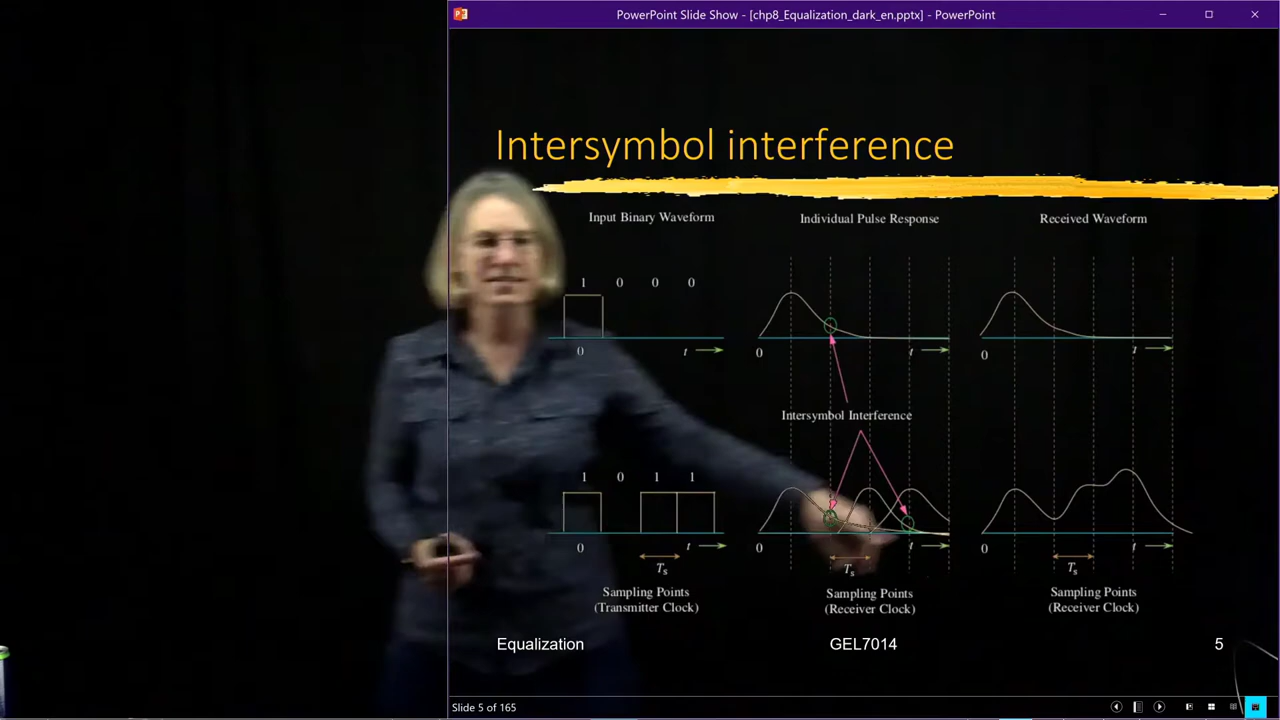 PowerPoint Slide Show - [chp8_Equalization_dark_en.pptx] - PowerPoint
Intersymbol interference
Input Binary Waveform
Individual Pulse Response
Received Waveform
1 0 0 0
0 t
0 t
0 t
Intersymbol Interference
1 0 1 1
0 t
0 t
0 t
Ts
Ts
Ts
Sampling Points
(Transmitter Clock)
Sampling Points
(Receiver Clock)
Sampling Points
(Receiver Clock)
Equalization
GEL7014
5
Slide 5 of 165